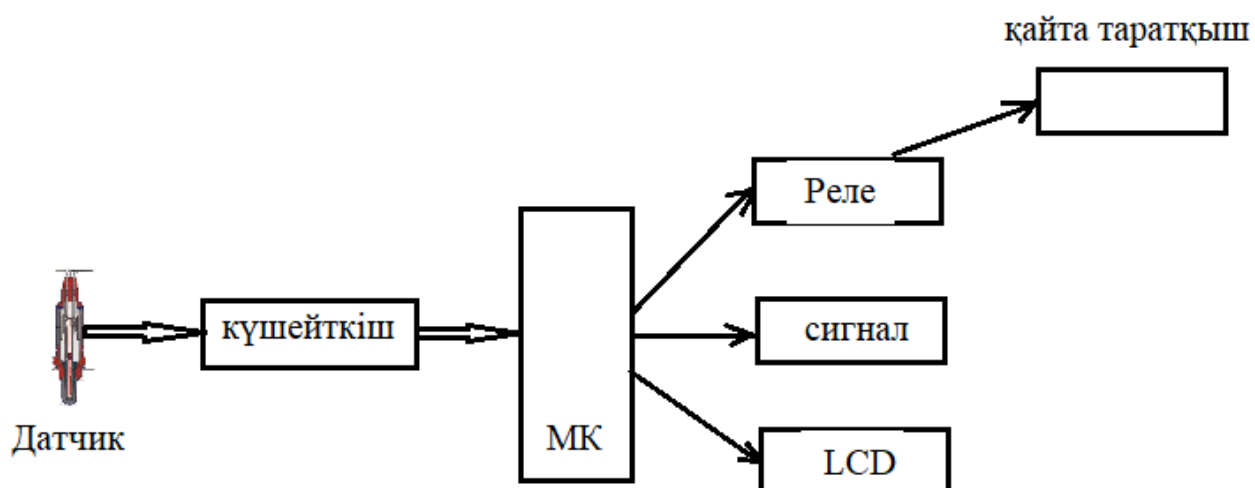 қайта таратқыш
Реле
күшейткіш
сигнал
Датчик
МК
LCD